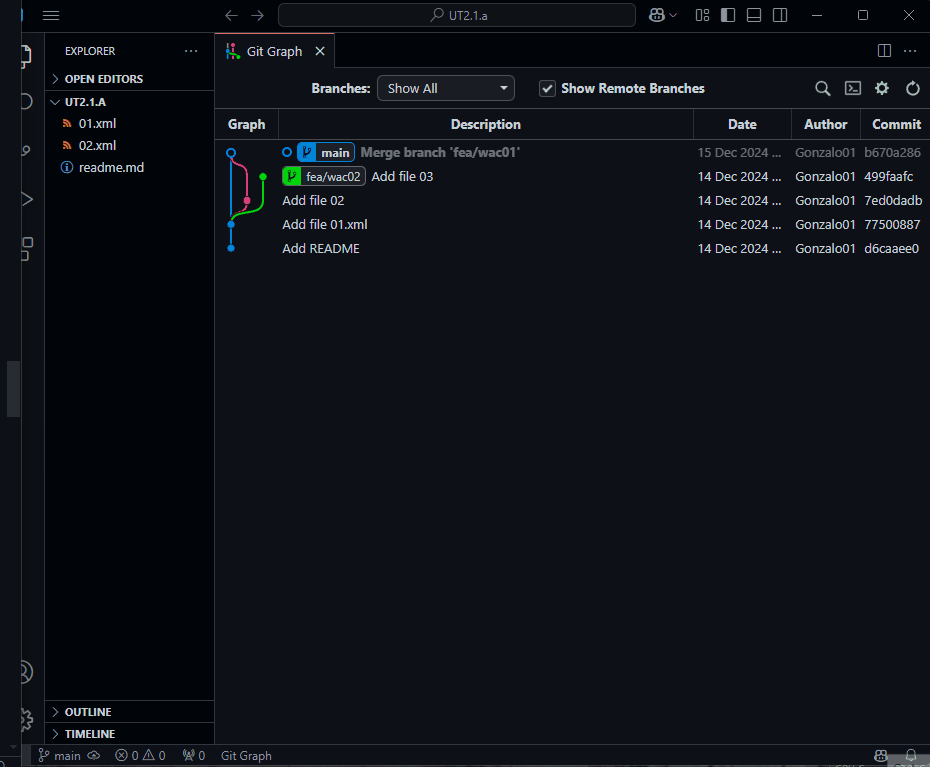 UT2.1.a
EXPLORER
Git Graph
OPEN EDITORS
UT2.1.A
01.xml
02.xml
readme.md
Branches: Show All Show Remote Branches
Graph Description Date Author Commit
main Merge branch 'fea/wac01' 15 Dec 2024 ... Gonzalo01 b670a286
fea/wac02 Add file 03 14 Dec 2024 ... Gonzalo01 499faafc
Add file 02 14 Dec 2024 ... Gonzalo01 7ed0dadb
Add file 01.xml 14 Dec 2024 ... Gonzalo01 77500887
Add README 14 Dec 2024 ... Gonzalo01 d6caaee0
OUTLINE
TIMELINE
main 0 0 0 Git Graph